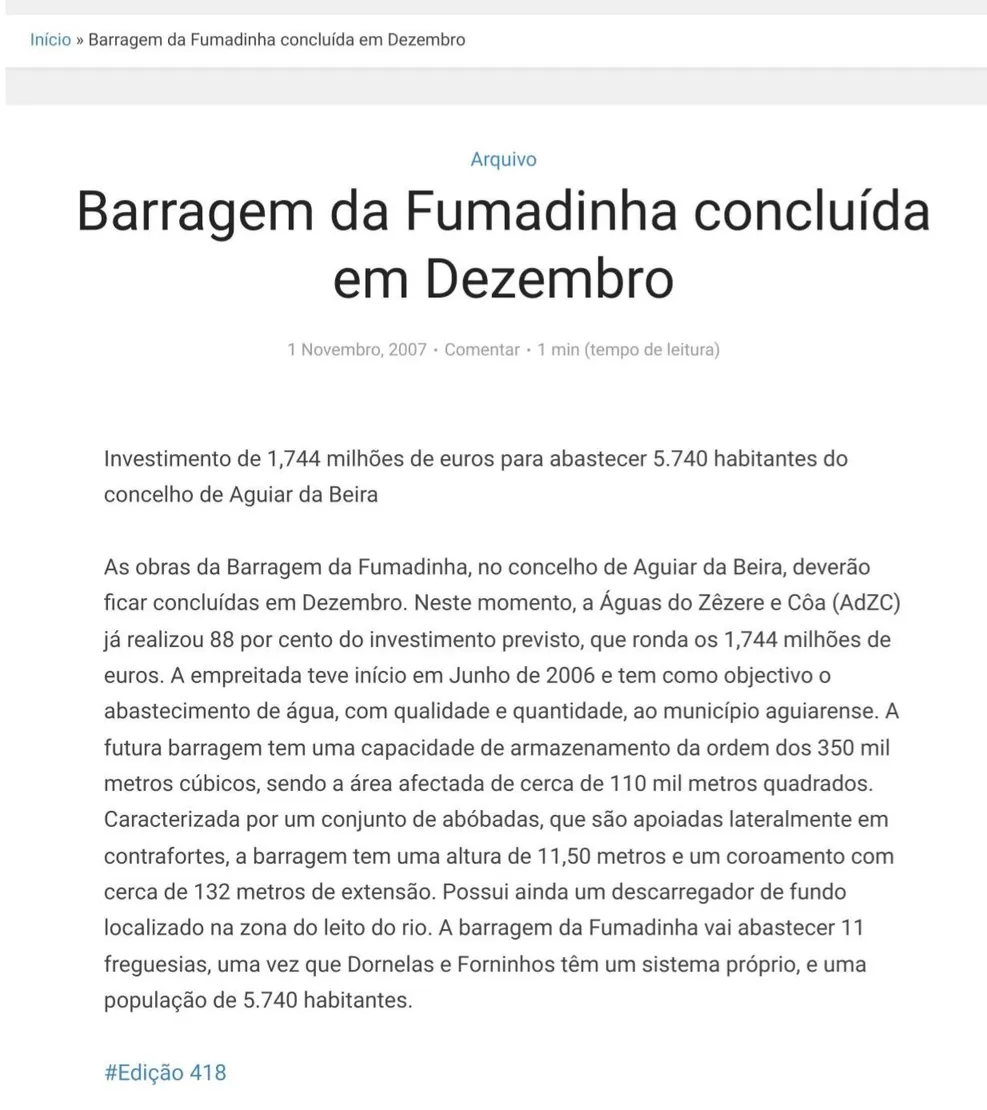 Início » Barragem da Fumadinha concluída em Dezembro
Arquivo
Barragem da Fumadinha concluída
em Dezembro
1 Novembro, 2007 • Comentar • 1 min (tempo de leitura)
Investimento de 1,744 milhões de euros para abastecer 5.740 habitantes do
concelho de Aguiar da Beira
As obras da Barragem da Fumadinha, no concelho de Aguiar da Beira, deverão
ficar concluídas em Dezembro. Neste momento, a Águas do Zêzere e Côa (AdZC)
já realizou 88 por cento do investimento previsto, que ronda os 1,744 milhões de
euros. A empreitada teve início em Junho de 2006 e tem como objectivo o
abastecimento de água, com qualidade e quantidade, ao município aguiarense. A
futura barragem tem uma capacidade de armazenamento da ordem dos 350 mil
metros cúbicos, sendo a área afectada de cerca de 110 mil metros quadrados.
Caracterizada por um conjunto de abóbadas, que são apoiadas lateralmente em
contrafortes, a barragem tem uma altura de 11,50 metros e um coroamento com
cerca de 132 metros de extensão. Possui ainda um descarregador de fundo
localizado na zona do leito do rio. A barragem da Fumadinha vai abastecer 11
freguesias, uma vez que Dornelas e Forninhos têm um sistema próprio, e uma
população de 5.740 habitantes.
#Edição 418